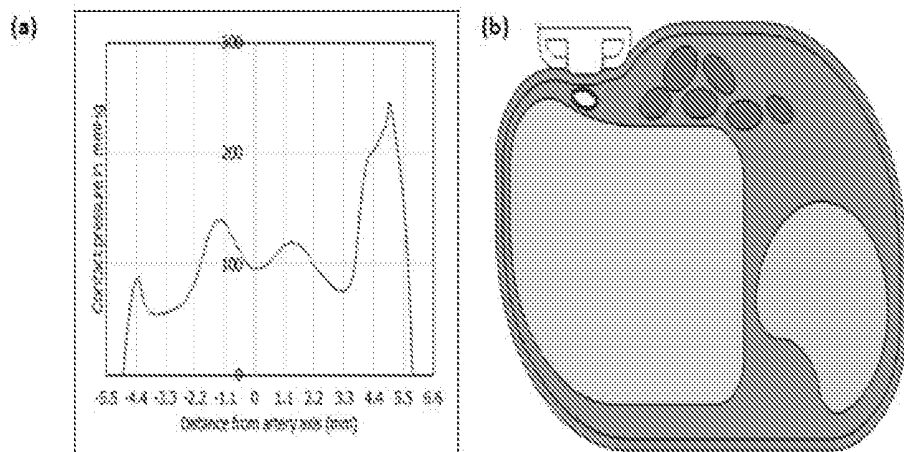 (a)
(b)
300
200
100
0
Contact pressure in mmHg
-5.5 -4.4 -3.3 -2.2 -1.1 0 1.1 2.2 3.3 4.4 5.5 6.6
Distance from artery axis (mm)